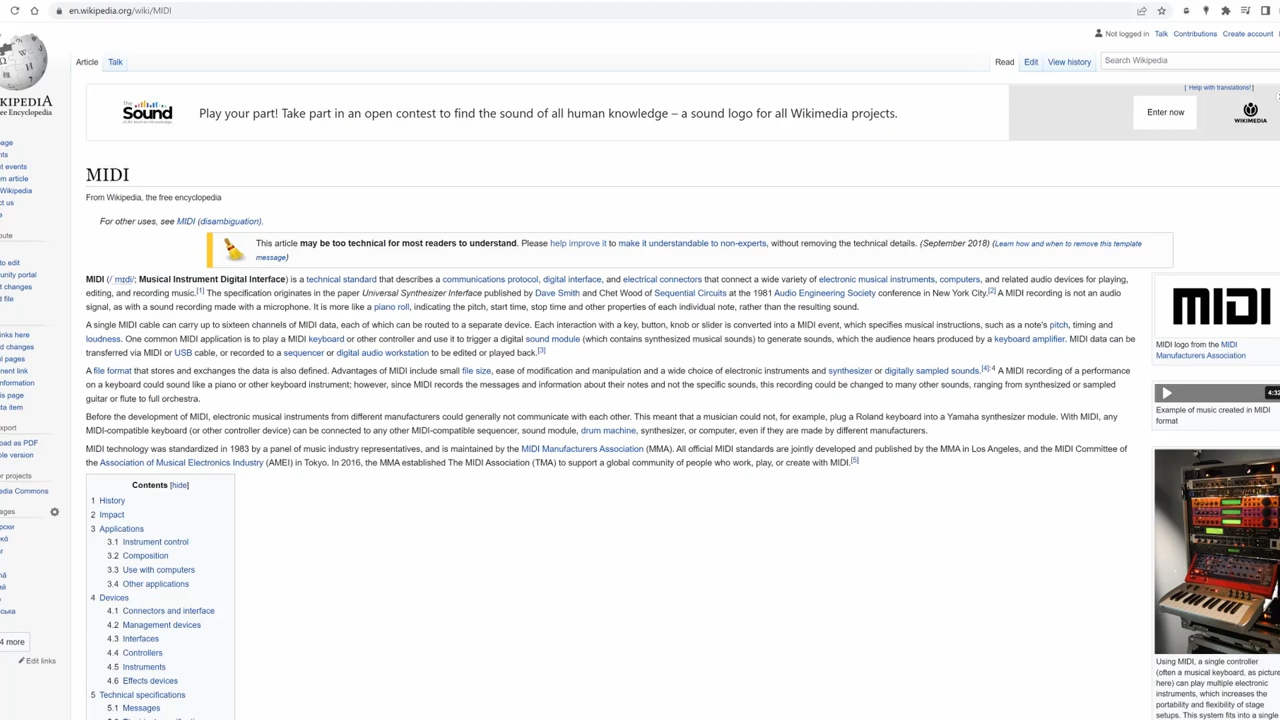 en.wikipedia.org/wiki/MIDI
Not logged in Talk Contributions Create account
Article Talk
Read Edit View history
Search Wikipedia
WIKIPEDIA
Free Encyclopedia
[ Help with translations! ]
The Sound
Play your part! Take part in an open contest to find the sound of all human knowledge – a sound logo for all Wikimedia projects.
Enter now
WIKIMEDIA
MIDI
From Wikipedia, the free encyclopedia
For other uses, see MIDI (disambiguation).
This article may be too technical for most readers to understand. Please help improve it to make it understandable to non-experts, without removing the technical details. (September 2018) (Learn how and when to remove this template
message)
MIDI (/ˈmɪdi/; Musical Instrument Digital Interface) is a technical standard that describes a communications protocol, digital interface, and electrical connectors that connect a wide variety of electronic musical instruments, computers, and related audio devices for playing,
editing, and recording music.[1] The specification originates in the paper Universal Synthesizer Interface published by Dave Smith and Chet Wood of Sequential Circuits at the 1981 Audio Engineering Society conference in New York City.[2] A MIDI recording is not an audio
signal, as with a sound recording made with a microphone. It is more like a piano roll, indicating the pitch, start time, stop time and other properties of each individual note, rather than the resulting sound.
A single MIDI cable can carry up to sixteen channels of MIDI data, each of which can be routed to a separate device. Each interaction with a key, button, knob or slider is converted into a MIDI event, which specifies musical instructions, such as a note's pitch, timing and
loudness. One common MIDI application is to play a MIDI keyboard or other controller and use it to trigger a digital sound module (which contains synthesized musical sounds) to generate sounds, which the audience hears produced by a keyboard amplifier. MIDI data can be
transferred via MIDI or USB cable, or recorded to a sequencer or digital audio workstation to be edited or played back.[3]
A file format that stores and exchanges the data is also defined. Advantages of MIDI include small file size, ease of modification and manipulation and a wide choice of electronic instruments and synthesizer or digitally sampled sounds.[4]:4 A MIDI recording of a performance
on a keyboard could sound like a piano or other keyboard instrument; however, since MIDI records the messages and information about their notes and not the specific sounds, this recording could be changed to many other sounds, ranging from synthesized or sampled
guitar or flute to full orchestra.
Before the development of MIDI, electronic musical instruments from different manufacturers could generally not communicate with each other. This meant that a musician could not, for example, plug a Roland keyboard into a Yamaha synthesizer module. With MIDI, any
MIDI-compatible keyboard (or other controller device) can be connected to any other MIDI-compatible sequencer, sound module, drum machine, synthesizer, or computer, even if they are made by different manufacturers.
MIDI technology was standardized in 1983 by a panel of music industry representatives, and is maintained by the MIDI Manufacturers Association (MMA). All official MIDI standards are jointly developed and published by the MMA in Los Angeles, and the MIDI Committee of
the Association of Musical Electronics Industry (AMEI) in Tokyo. In 2016, the MMA established The MIDI Association (TMA) to support a global community of people who work, play, or create with MIDI.[5]
Contents [hide]
1 History
2 Impact
3 Applications
3.1 Instrument control
3.2 Composition
3.3 Use with computers
3.4 Other applications
4 Devices
4.1 Connectors and interface
4.2 Management devices
4.3 Interfaces
4.4 Controllers
4.5 Instruments
4.6 Effects devices
5 Technical specifications
5.1 Messages
MIDI
MIDI logo from the MIDI
Manufacturers Association
4:32
Example of music created in MIDI
format
Using MIDI, a single controller
(often a musical keyboard, as picture
here) can play multiple electronic
instruments, which increases the
portability and flexibility of stage
setups. This system fits into a single
4 more
Edit links